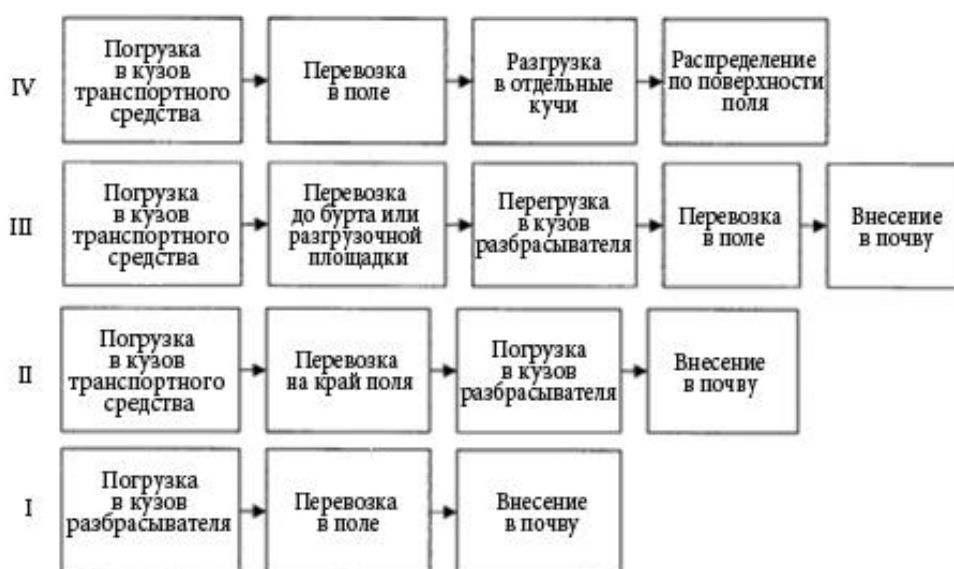 IV
Погрузка
в кузов
транспортного
средства
Перевозка
в поле
Разгрузка
в отдельные
кучи
Распределение
по поверхности
поля
III
Погрузка
в кузов
транспортного
средства
Перевозка
до бурта или
разгрузочной
площадки
Перегрузка
в кузов
разбрасывателя
Перевозка
в поле
Внесение
в почву
II
Погрузка
в кузов
транспортного
средства
Перевозка
на край поля
Погрузка
в кузов
разбрасывателя
Внесение
в почву
I
Погрузка
в кузов
разбрасывателя
Перевозка
в поле
Внесение
в почву